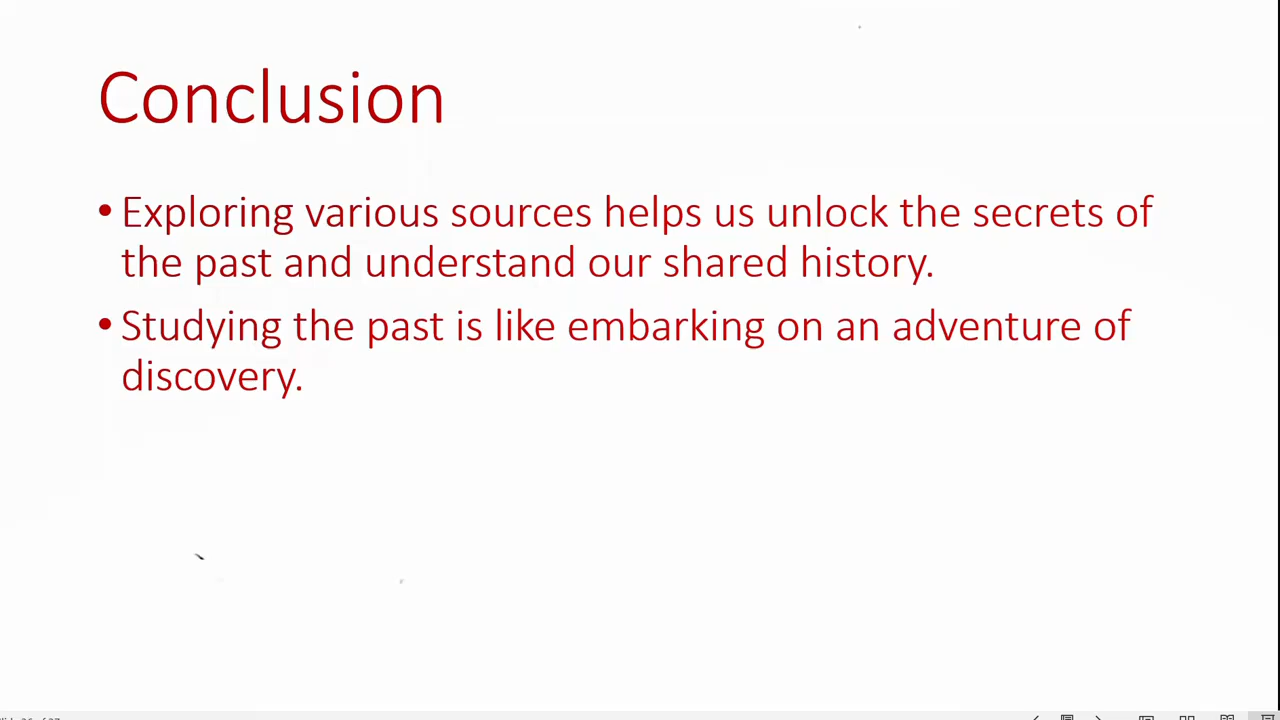 Conclusion
•Exploring various sources helps us unlock the secrets of
the past and understand our shared history.
•Studying the past is like embarking on an adventure of
discovery.